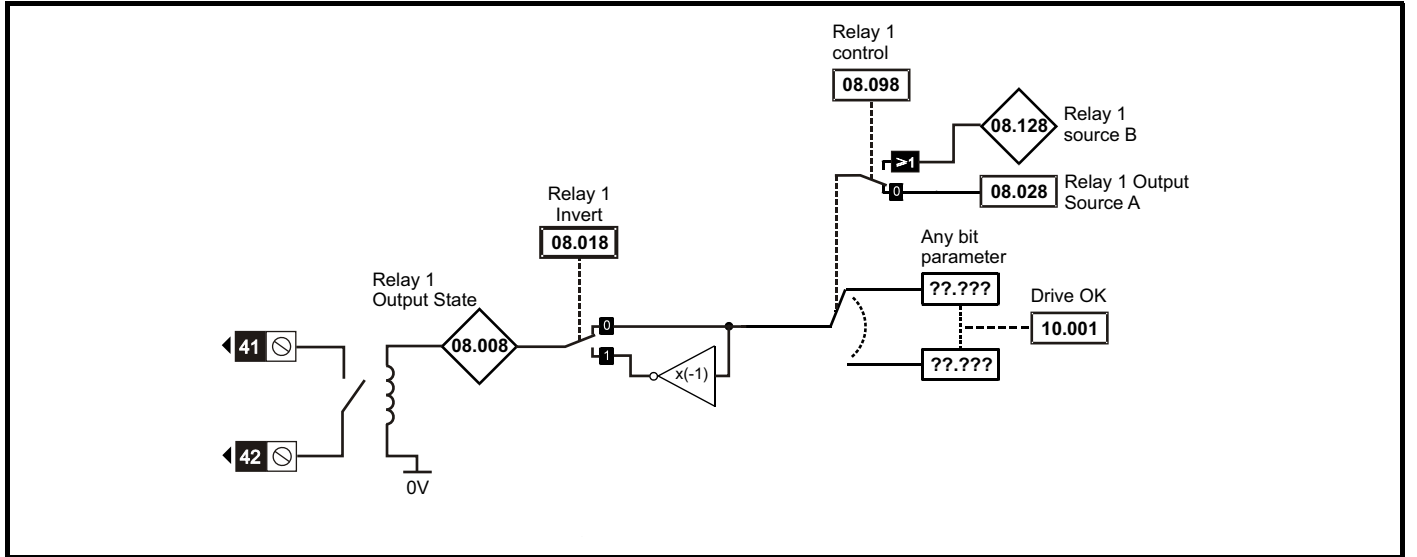 Relay 1
control
08.098
08.128
Relay 1
source B
>1
0
08.028
Relay 1 Output
Source A
Relay 1
Invert
08.018
Any bit
parameter
??.???
Drive OK
10.001
??.???
Relay 1
Output State
08.008
0
1
x(-1)
41
42
0V